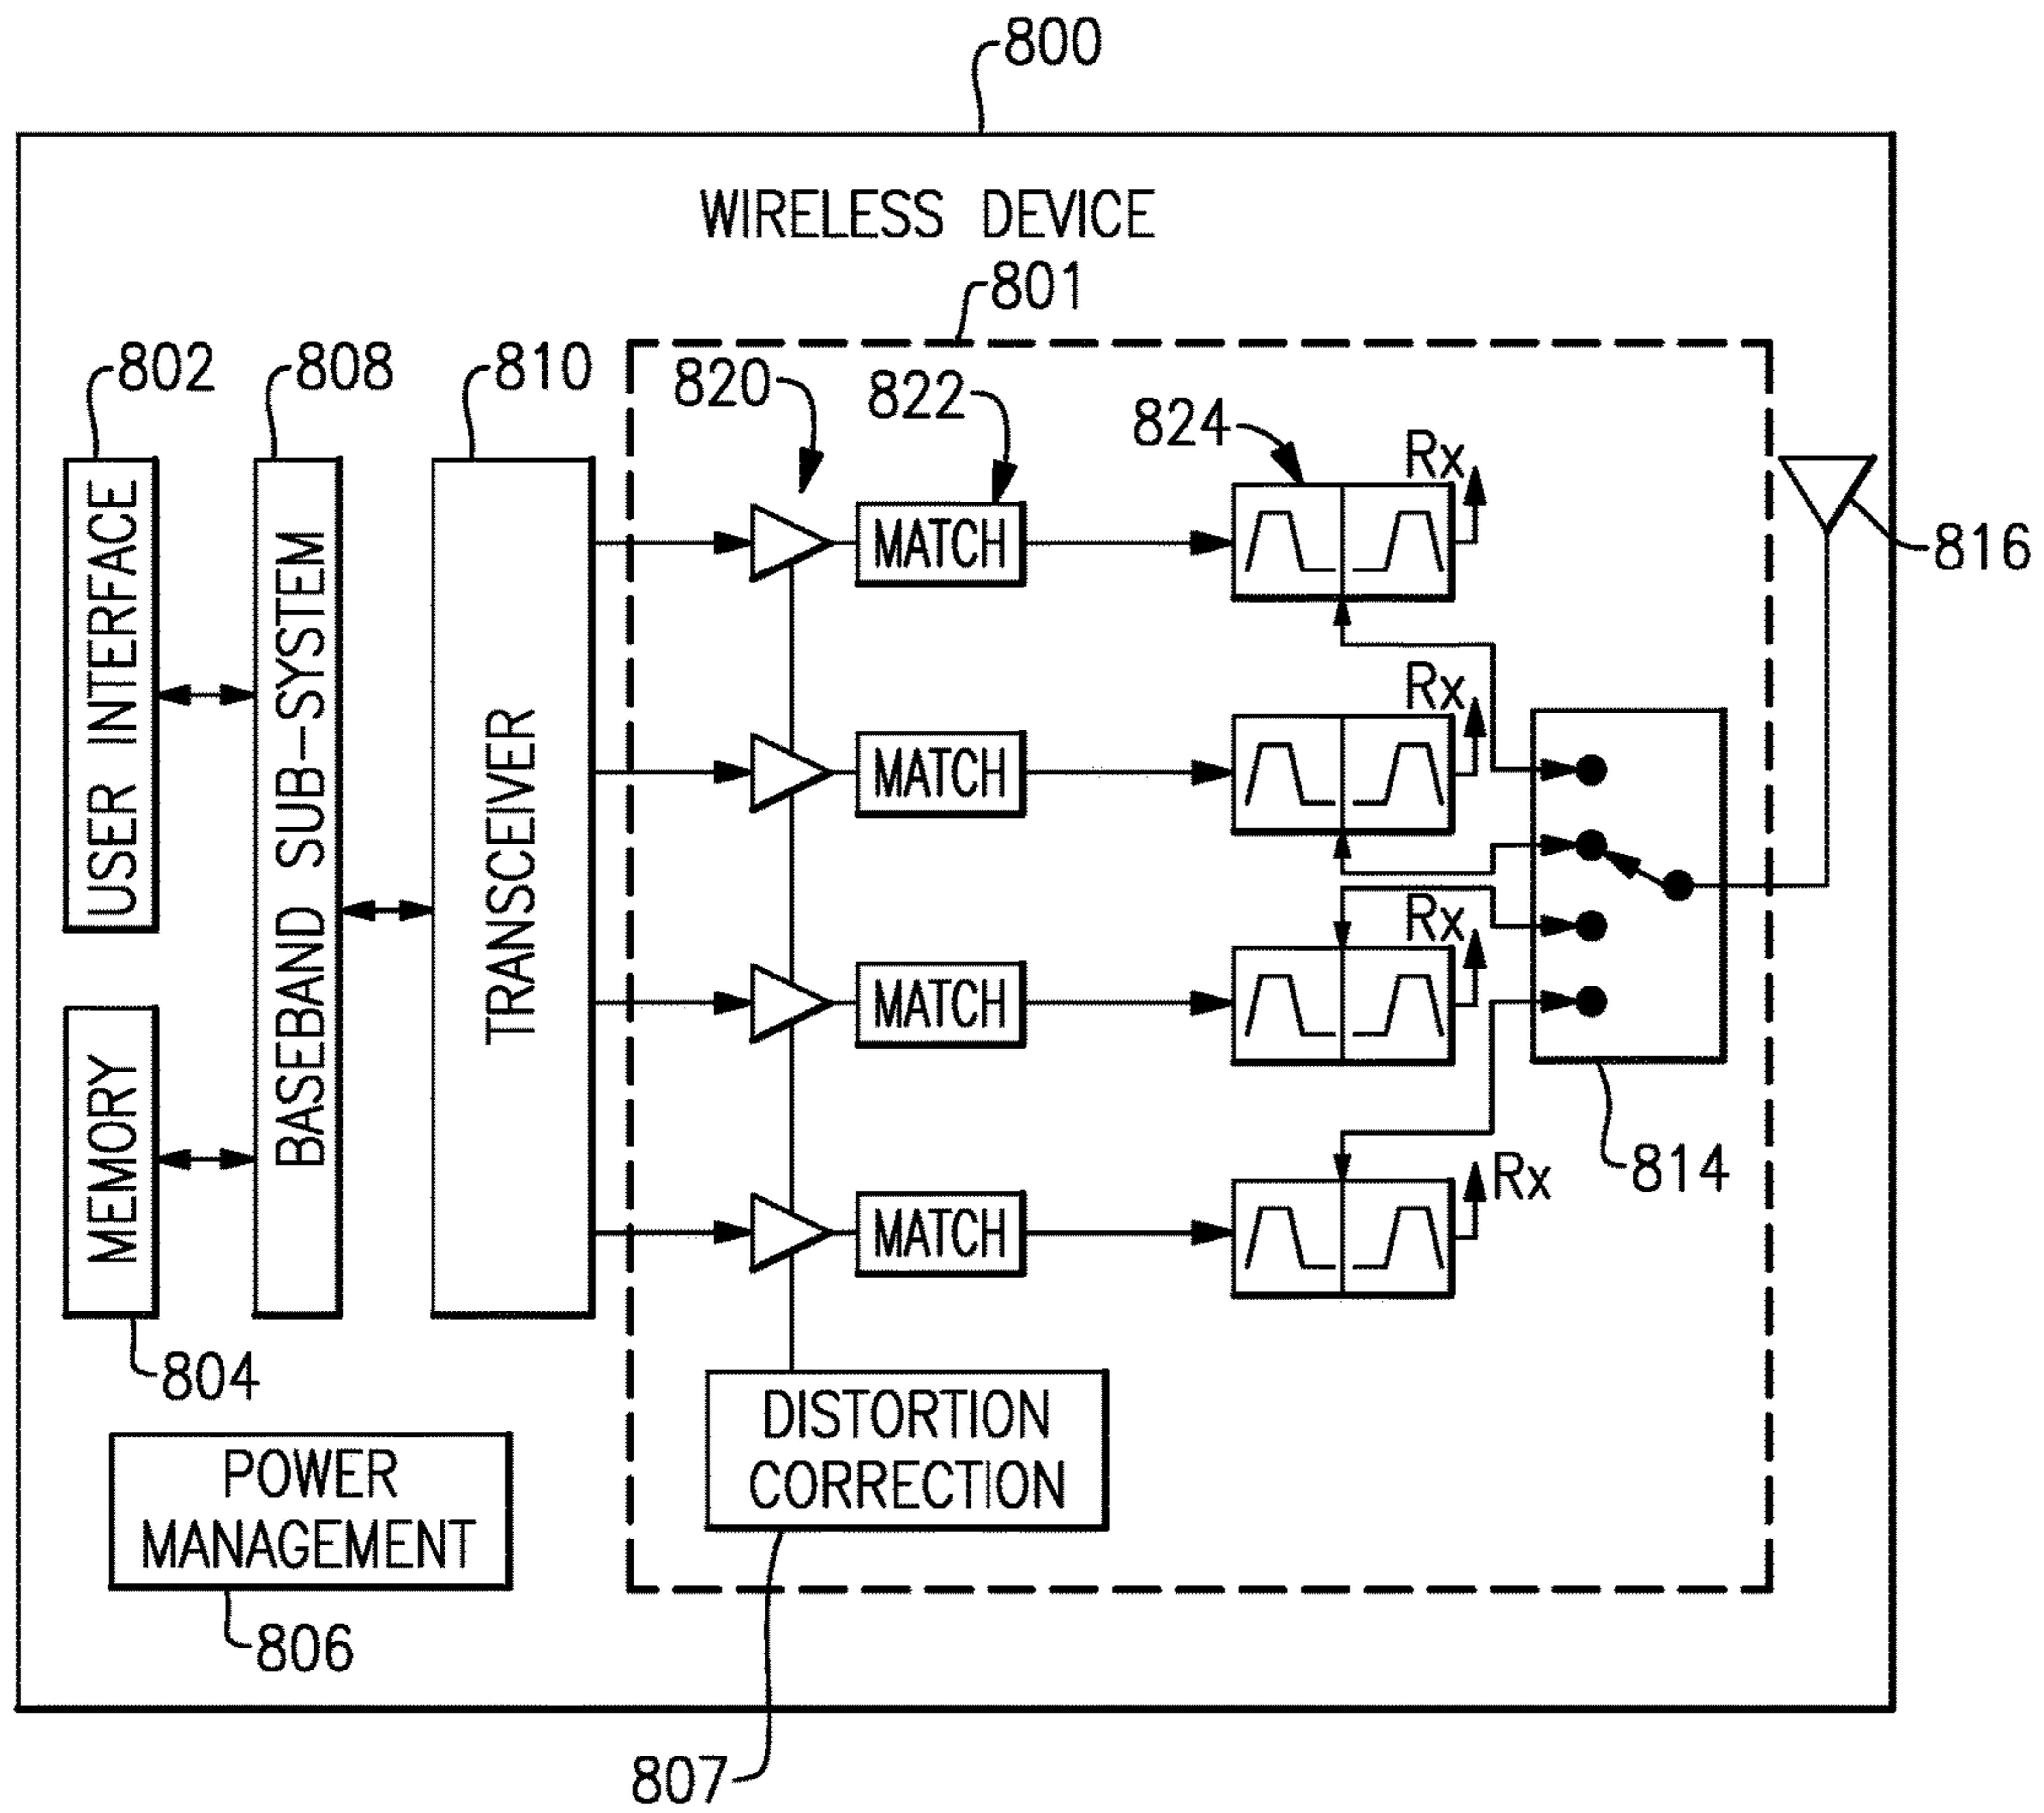 800
WIRELESS DEVICE
801
802
808
810
820
822
824
Rx
816
USER INTERFACE
BASEBAND SUB-SYSTEM
TRANSCEIVER
MATCH
Rx
MATCH
Rx
MATCH
814
Rx
MATCH
MEMORY
804
DISTORTION
CORRECTION
POWER
MANAGEMENT
806
807